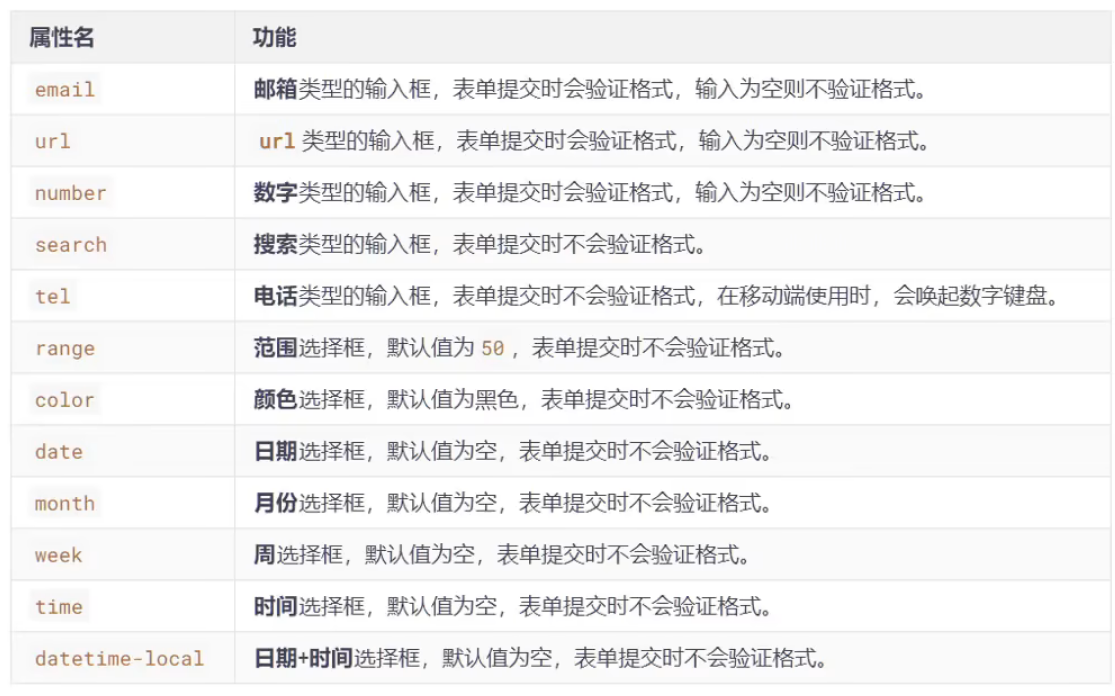 属性名 功能
email 邮箱类型的输入框，表单提交时会验证格式，输入为空则不验证格式。
url url 类型的输入框，表单提交时会验证格式，输入为空则不验证格式。
number 数字类型的输入框，表单提交时会验证格式，输入为空则不验证格式。
search 搜索类型的输入框，表单提交时不会验证格式。
tel 电话类型的输入框，表单提交时不会验证格式，在移动端使用时，会唤起数字键盘。
range 范围选择框，默认值为 50 ，表单提交时不会验证格式。
color 颜色选择框，默认值为黑色，表单提交时不会验证格式。
date 日期选择框，默认值为空，表单提交时不会验证格式。
month 月份选择框，默认值为空，表单提交时不会验证格式。
week 周选择框，默认值为空，表单提交时不会验证格式。
time 时间选择框，默认值为空，表单提交时不会验证格式。
datetime-local 日期+时间选择框，默认值为空，表单提交时不会验证格式。